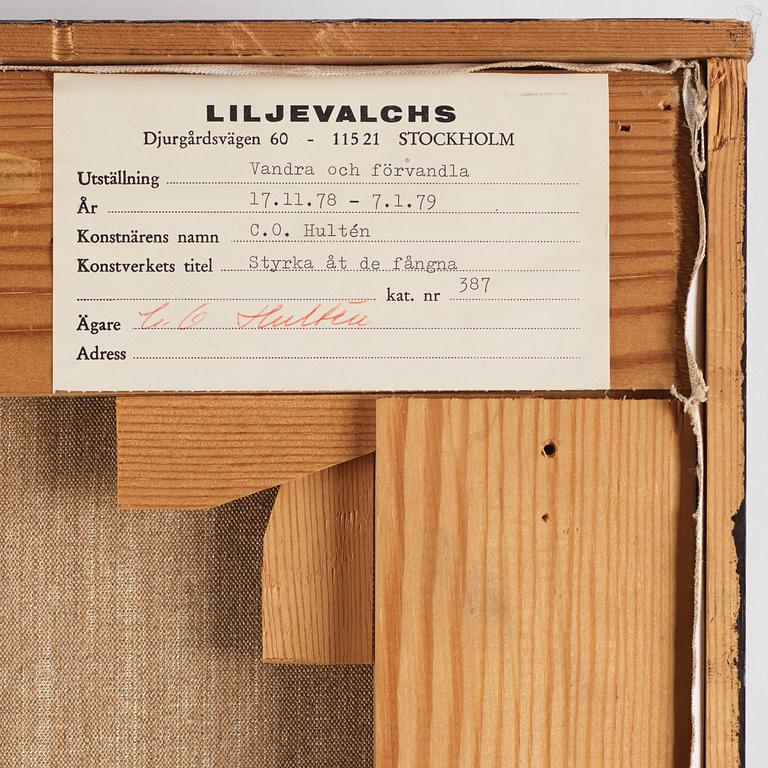 LILJEVALCHS
Djurgårdsvägen 60 - 115 21 STOCKHOLM
Utställning Vandra och förvandla
År 17.11.78 - 7.1.79
Konstnärens namn C.O. Hultén
Konstverkets titel Styrka åt de fångna
kat. nr 387
Ägare C O Hultén
Adress